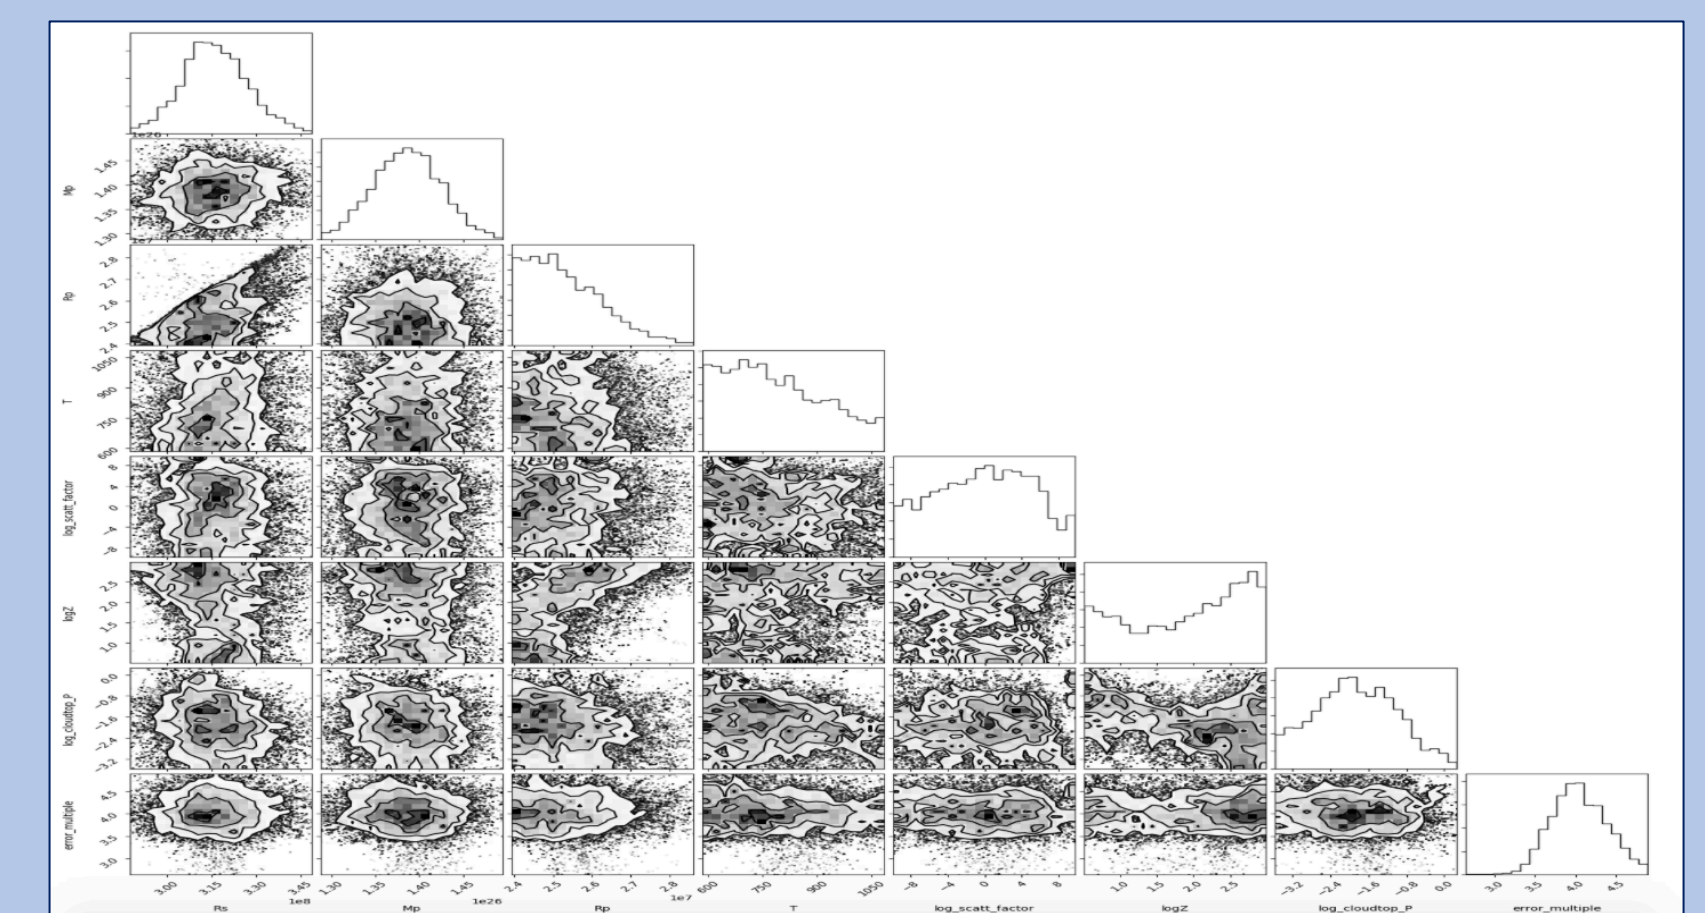 1e26
Mp
1.45
1.40
1.35
1.30
1e7
Rp
2.8
2.7
2.6
2.5
2.4
T
1050
900
750
600
log_scatt_factor
8
4
0
−4
−8
logZ
2.5
2.0
1.5
1.0
log_cloudtop_P
0.0
−0.8
−1.6
−2.4
−3.2
error_multiple
4.5
4.0
3.5
3.0
3.00 3.15 3.30 3.45 1.30 1.35 1.40 1.45 2.4 2.5 2.6 2.7 2.8 600 750 900 1050 −8 −4 0 4 8 1.0 1.5 2.0 2.5 −3.2 −2.4 −1.6 −0.8 0.0 3.0 3.5 4.0 4.5
1e8 1e26 1e7
Rs Mp Rp T log_scatt_factor logZ log_cloudtop_P error_multiple